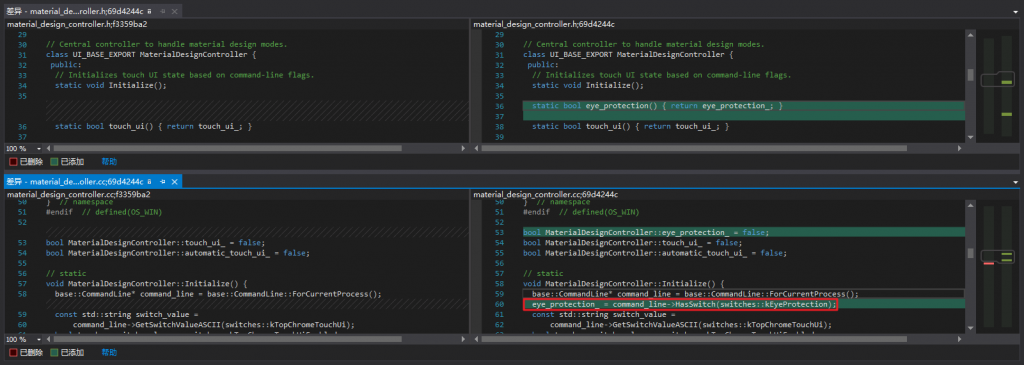 差异 - material_de...roller.h;69d4244c
material_design_controller.h;f3359ba2
29
30 // Central controller to handle material design modes.
31 class UI_BASE_EXPORT MaterialDesignController {
32 public:
33 // Initializes touch UI state based on command-line flags.
34 static void Initialize();
35
36 static bool touch_ui() { return touch_ui_; }
37
100 %
已删除 已添加 帮助
material_design_controller.h;69d4244c
29
30 // Central controller to handle material design modes.
31 class UI_BASE_EXPORT MaterialDesignController {
32 public:
33 // Initializes touch UI state based on command-line flags.
34 static void Initialize();
35
36 static bool eye_protection() { return eye_protection_; }
37
38 static bool touch_ui() { return touch_ui_; }
39
差异 - material_de...oller.cc;69d4244c
material_design_controller.cc;f3359ba2
50 } // namespace
51 #endif // defined(OS_WIN)
52
53 bool MaterialDesignController::touch_ui_ = false;
54 bool MaterialDesignController::automatic_touch_ui_ = false;
55
56 // static
57 void MaterialDesignController::Initialize() {
58 base::CommandLine* command_line = base::CommandLine::ForCurrentProcess();
59 const std::string switch_value =
60 command_line->GetSwitchValueASCII(switches::kTopChromeTouchUi);
100 %
已删除 已添加 帮助
material_design_controller.cc;69d4244c
50 } // namespace
51 #endif // defined(OS_WIN)
52
53 bool MaterialDesignController::eye_protection_ = false;
54 bool MaterialDesignController::touch_ui_ = false;
55 bool MaterialDesignController::automatic_touch_ui_ = false;
56
57 // static
58 void MaterialDesignController::Initialize() {
59 base::CommandLine* command_line = base::CommandLine::ForCurrentProcess();
60 eye_protection_ = command_line->HasSwitch(switches::kEyeProtection);
61 const std::string switch_value =
62 command_line->GetSwitchValueASCII(switches::kTopChromeTouchUi);